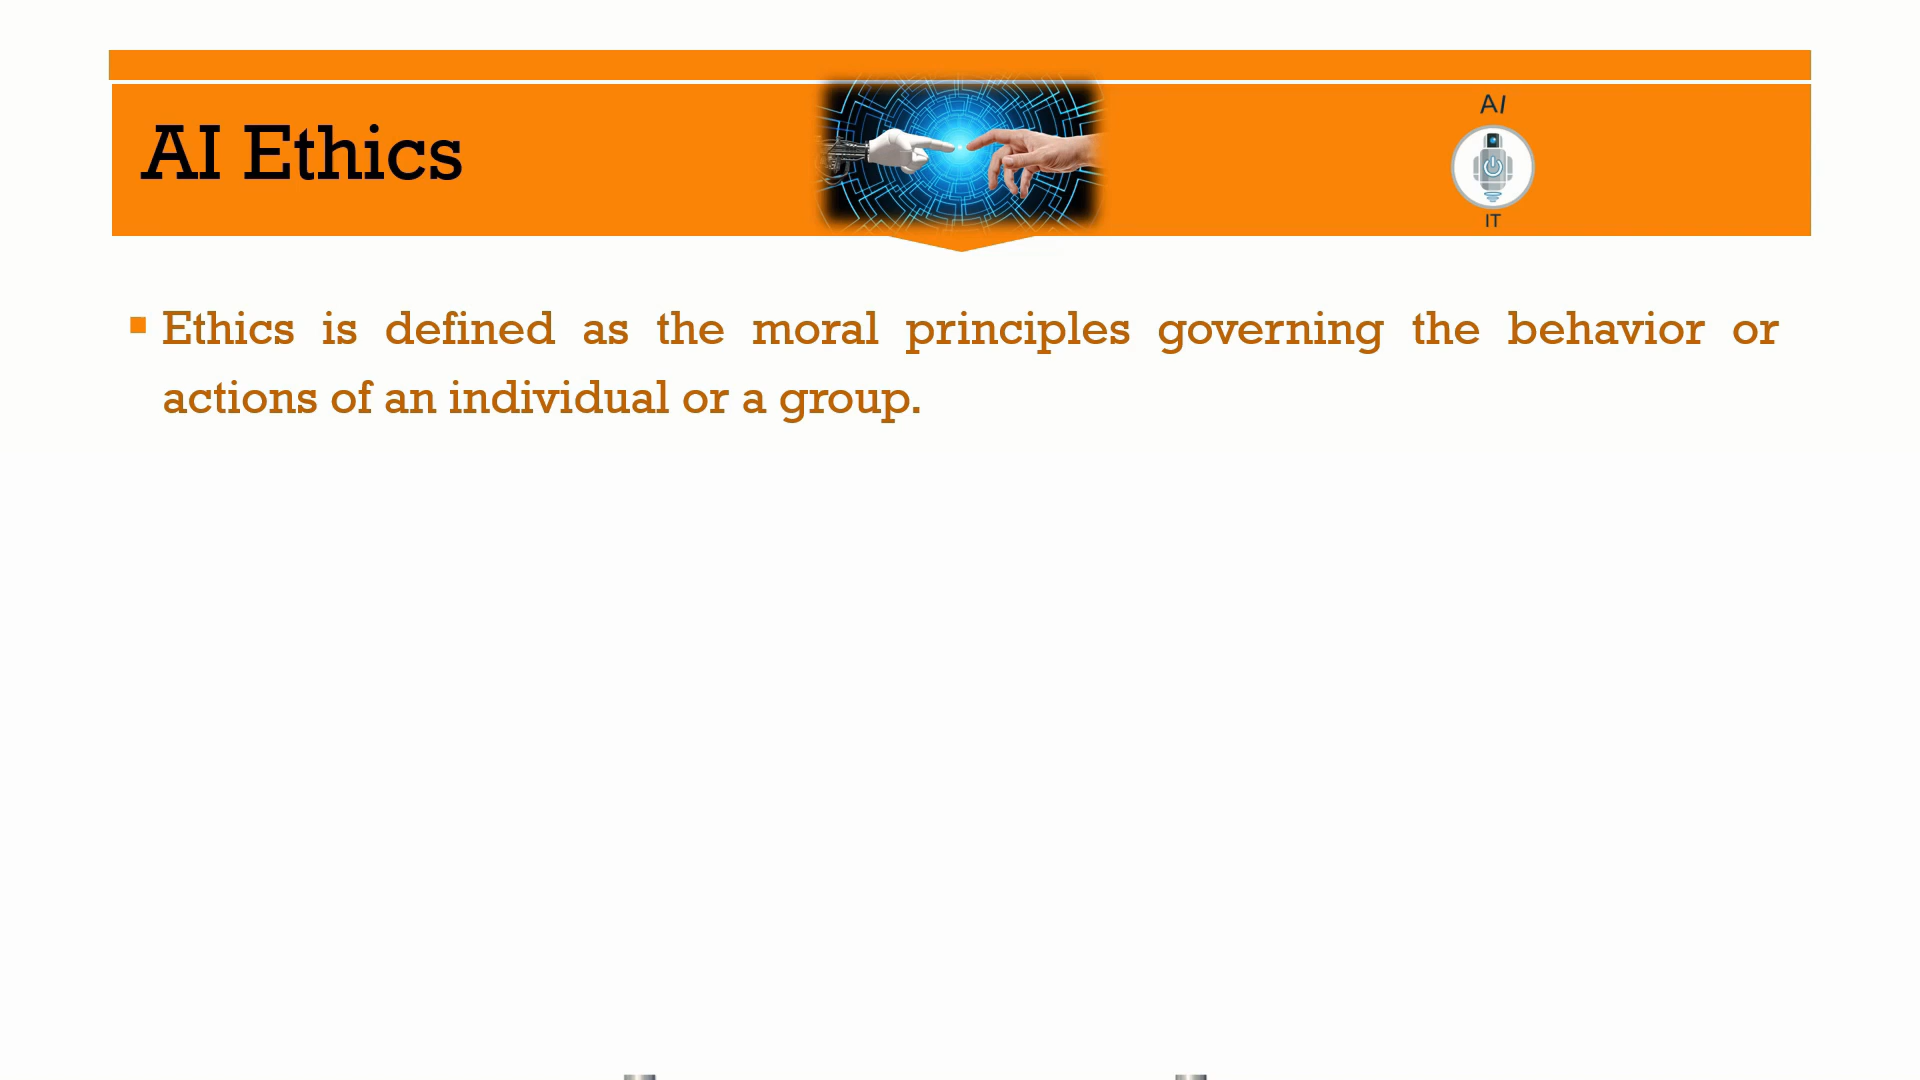 AI Ethics
AI
IT
Ethics is defined as the moral principles governing the behavior or
actions of an individual or a group.